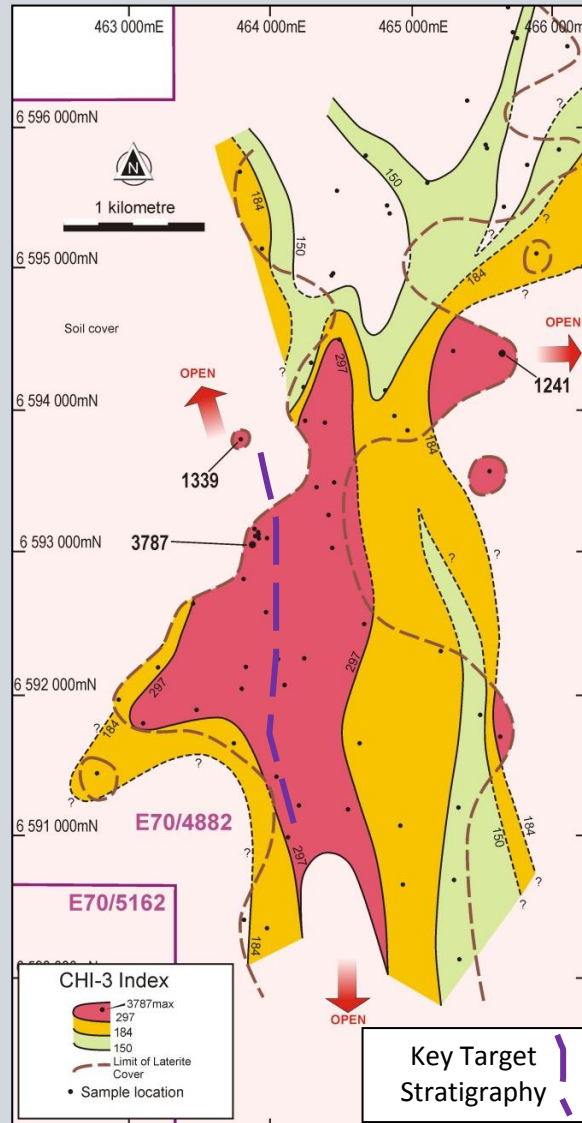 463 000mE 464 000mE 465 000mE 466 000mE
6 596 000mN
N
1 kilometre
184
150
150
?
6 595 000mN
?
184
?
Soil cover
OPEN
OPEN
?
297
1241
6 594 000mN
184
1339
?
?
6 593 000mN
3787
?
297
6 592 000mN
297
184
?
?
?
?
6 591 000mN
E70/4882
297
?
184
150
E70/5162
?
184
?
OPEN
CHI-3 Index
3787max
297
184
150
Limit of Laterite
Cover
Sample location
Key Target
Stratigraphy